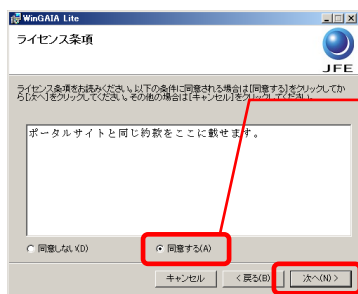 WinGAIA Lite
ライセンス条項
JFE
ライセンス条項をお読みください。以下の条件に同意される場合は[同意する]をクリックしてか
ら[次へ]をクリックしてください。その他の場合は[キャンセル]をクリックしてください。
ポータルサイトと同じ約款をここに載せます。
同意しない(D)
同意する(A)
キャンセル
< 戻る(B)
次へ(N) >